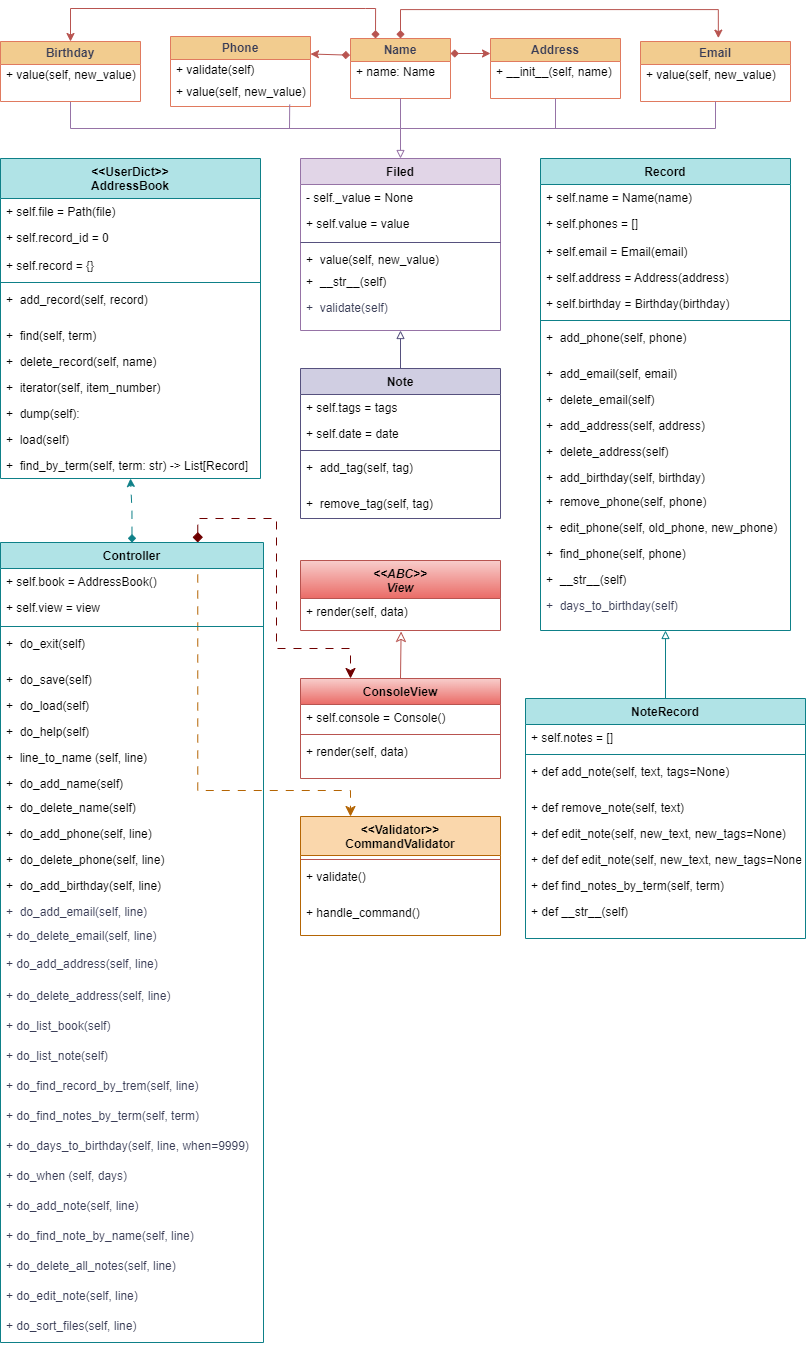 Birthday
+ value(self, new_value)
Phone
+ validate(self)
+ value(self, new_value)
Name
+ name: Name
Address
+ __init__(self, name)
Email
+ value(self, new_value)
<<UserDict>>
AddressBook
+ self.file = Path(file)
+ self.record_id = 0
+ self.record = {}
+ add_record(self, record)
+ find(self, term)
+ delete_record(self, name)
+ iterator(self, item_number)
+ dump(self):
+ load(self)
+ find_by_term(self, term: str) -> List[Record]
Filed
- self._value = None
+ self.value = value
+ value(self, new_value)
+ __str__(self)
+ validate(self)
Record
+ self.name = Name(name)
+ self.phones = []
+ self.email = Email(email)
+ self.address = Address(address)
+ self.birthday = Birthday(birthday)
+ add_phone(self, phone)
+ add_email(self, email)
+ delete_email(self)
+ add_address(self, address)
+ delete_address(self)
+ add_birthday(self, birthday)
+ remove_phone(self, phone)
+ edit_phone(self, old_phone, new_phone)
+ find_phone(self, phone)
+ __str__(self)
+ days_to_birthday(self)
Note
+ self.tags = tags
+ self.date = date
+ add_tag(self, tag)
+ remove_tag(self, tag)
Controller
+ self.book = AddressBook()
+ self.view = view
+ do_exit(self)
+ do_save(self)
+ do_load(self)
+ do_help(self)
+ line_to_name (self, line)
+ do_add_name(self)
+ do_delete_name(self)
+ do_add_phone(self, line)
+ do_delete_phone(self, line)
+ do_add_birthday(self, line)
+ do_add_email(self, line)
+ do_delete_email(self, line)
+ do_add_address(self, line)
+ do_delete_address(self, line)
+ do_list_book(self)
+ do_list_note(self)
+ do_find_record_by_trem(self, line)
+ do_find_notes_by_term(self, term)
+ do_days_to_birthday(self, line, when=9999)
+ do_when (self, days)
+ do_add_note(self, line)
+ do_find_note_by_name(self, line)
+ do_delete_all_notes(self, line)
+ do_edit_note(self, line)
+ do_sort_files(self, line)
<<ABC>>
View
+ render(self, data)
ConsoleView
+ self.console = Console()
+ render(self, data)
<<Validator>>
CommandValidator
+ validate()
+ handle_command()
NoteRecord
+ self.notes = []
+ def add_note(self, text, tags=None)
+ def remove_note(self, text)
+ def edit_note(self, new_text, new_tags=None)
+ def def edit_note(self, new_text, new_tags=None
+ def find_notes_by_term(self, term)
+ def __str__(self)